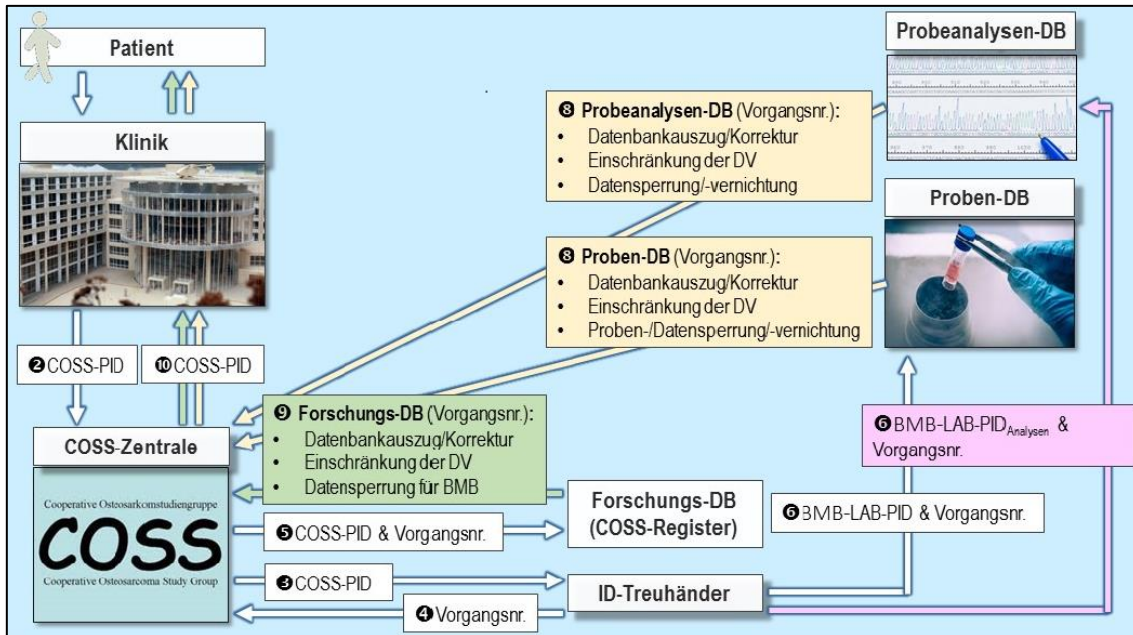 Patient
Klinik
❷COSS-PID
❿COSS-PID
COSS-Zentrale
Cooperative Osteosarkomstudiengruppe
COSS
Cooperative Osteosarcoma Study Group
Probeanalysen-DB
❽ Probeanalysen-DB (Vorgangsnr.):
• Datenbankauszug/Korrektur
• Einschränkung der DV
• Datensperrung/-vernichtung
Proben-DB
❽ Proben-DB (Vorgangsnr.):
• Datenbankauszug/Korrektur
• Einschränkung der DV
• Proben-/Datensperrung/-vernichtung
❾ Forschungs-DB (Vorgangsnr.):
• Datenbankauszug/Korrektur
• Einschränkung der DV
• Datensperrung für BMB
❻BMB-LAB-PID Analysen &
Vorgangsnr.
Forschungs-DB
(COSS-Register)
❻BMB-LAB-PID & Vorgangsnr.
❺COSS-PID & Vorgangsnr.
❸COSS-PID
ID-Treuhänder
❹Vorgangsnr.